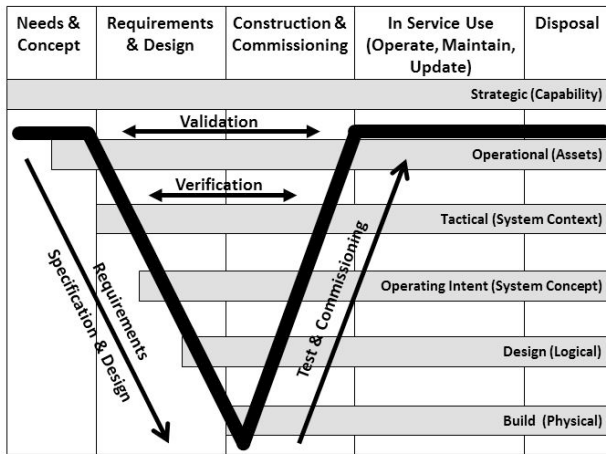 Needs &
Concept
Requirements
& Design
Construction &
Commissioning
In Service Use
(Operate, Maintain,
Update)
Disposal
Strategic (Capability)
Validation
Operational (Assets)
Verification
Tactical (System Context)
Requirements
Specification & Design
Test & Commissioning
Operating Intent (System Concept)
Design (Logical)
Build (Physical)